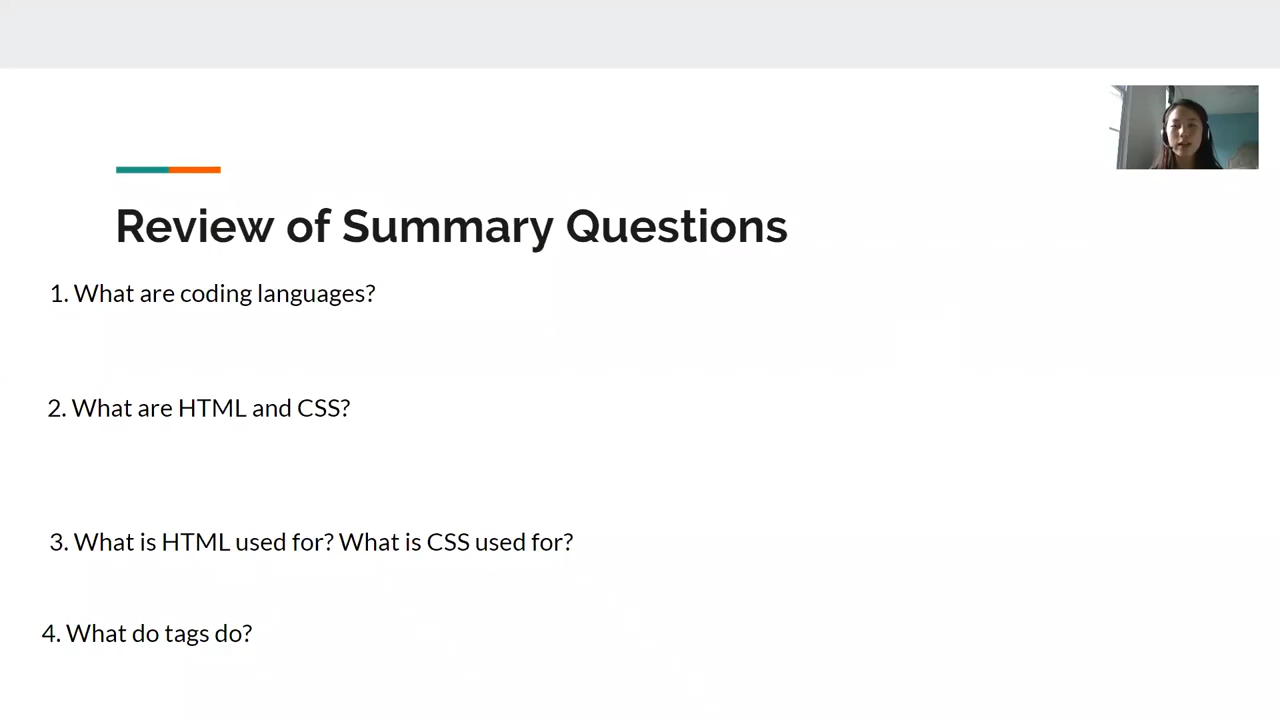 Review of Summary Questions
1. What are coding languages?
2. What are HTML and CSS?
3. What is HTML used for? What is CSS used for?
4. What do tags do?